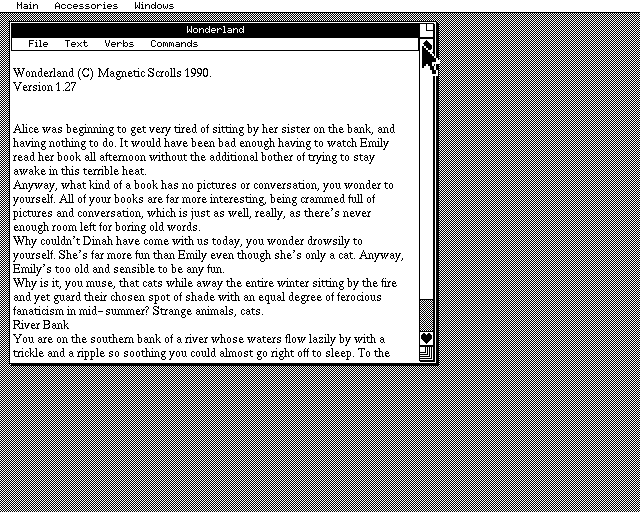 Main Accessories Windows
Wonderland
File Text Verbs Commands
Wonderland (C) Magnetic Scrolls 1990.
Version 1.27
Alice was beginning to get very tired of sitting by her sister on the bank, and
having nothing to do. It would have been bad enough having to watch Emily
read her book all afternoon without the additional bother of trying to stay
awake in this terrible heat.
Anyway, what kind of a book has no pictures or conversation, you wonder to
yourself. All of your books are far more interesting, being crammed full of
pictures and conversation, which is just as well, really, as there's never
enough room left for boring old words.
Why couldn't Dinah have come with us today, you wonder drowsily to
yourself. She's far more fun than Emily even though she's only a cat. Anyway,
Emily's too old and sensible to be any fun.
Why is it, you muse, that cats while away the entire winter sitting by the fire
and yet guard their chosen spot of shade with an equal degree of ferocious
fanaticism in mid-summer? Strange animals, cats.
River Bank
You are on the southern bank of a river whose waters flow lazily by with a
trickle and a ripple so soothing you could almost go right off to sleep. To the